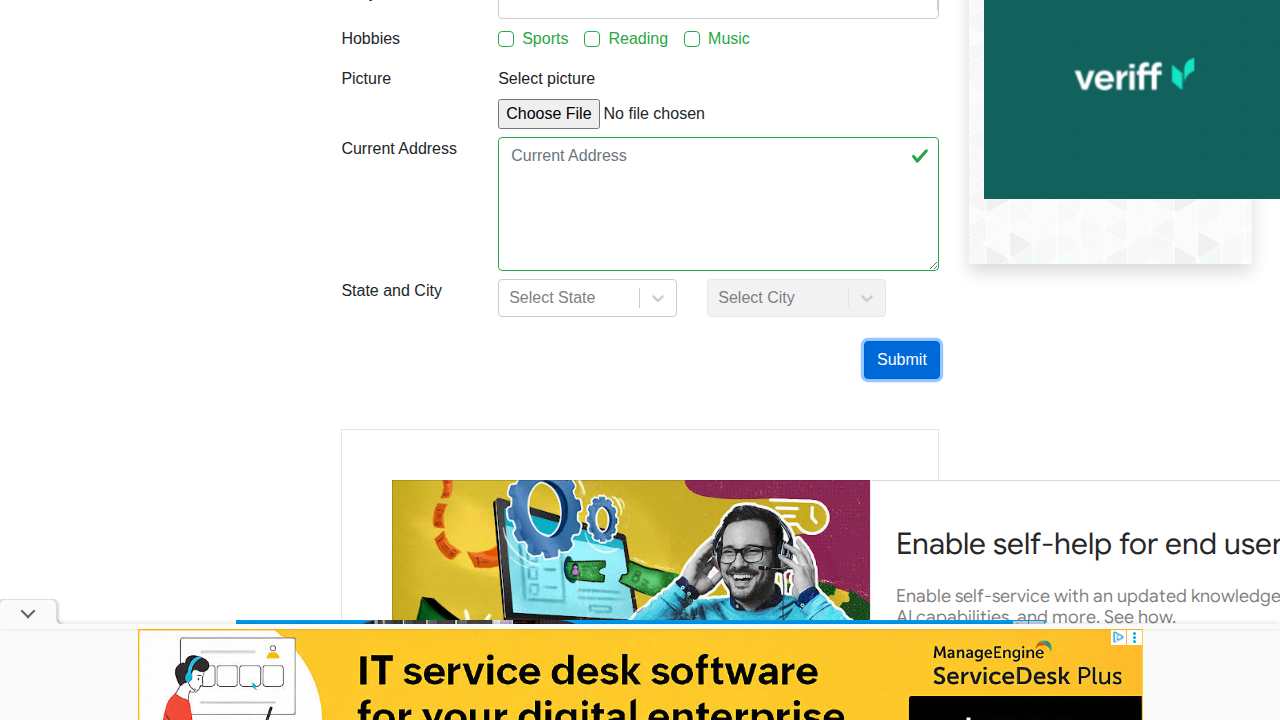 Hobbies
Sports
Reading
Music
Picture
Select picture
Choose File No file chosen
Current Address
Current Address
State and City
Select State
Select City
Submit
veriff
Enable self-help for end user
Enable self-service with an updated knowledge
AI capabilities, and more. See how.
IT service desk software
for your digital enterprise
ManageEngine
ServiceDesk Plus